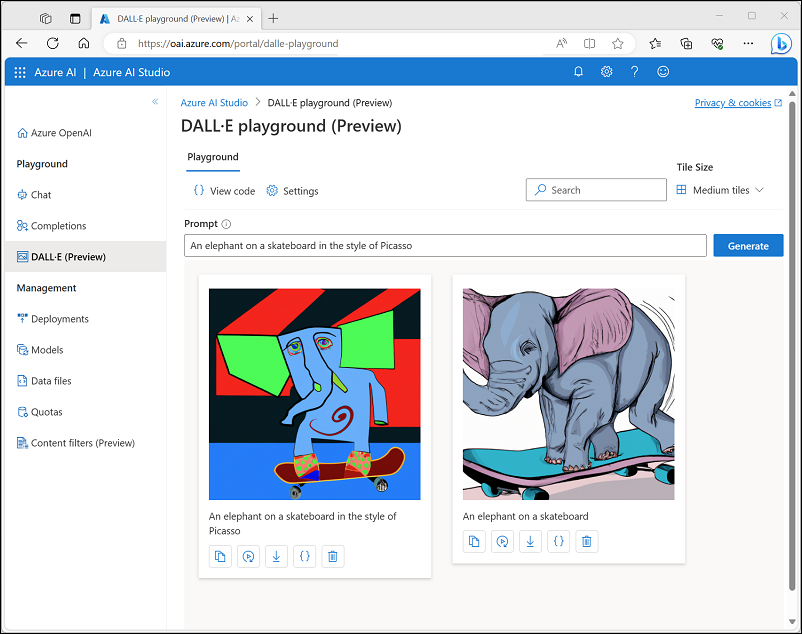 DALL·E playground (Preview) | Az
https://oai.azure.com/portal/dalle-playground
Azure AI | Azure AI Studio
Azure AI Studio > DALL·E playground (Preview)
Privacy & cookies
DALL·E playground (Preview)
Azure OpenAI
Playground
Chat
Completions
DALL·E (Preview)
Management
Deployments
Models
Data files
Quotas
Content filters (Preview)
Playground
View code
Settings
Search
Tile Size
Medium tiles
Prompt
An elephant on a skateboard in the style of Picasso
Generate
An elephant on a skateboard in the style of
Picasso
An elephant on a skateboard